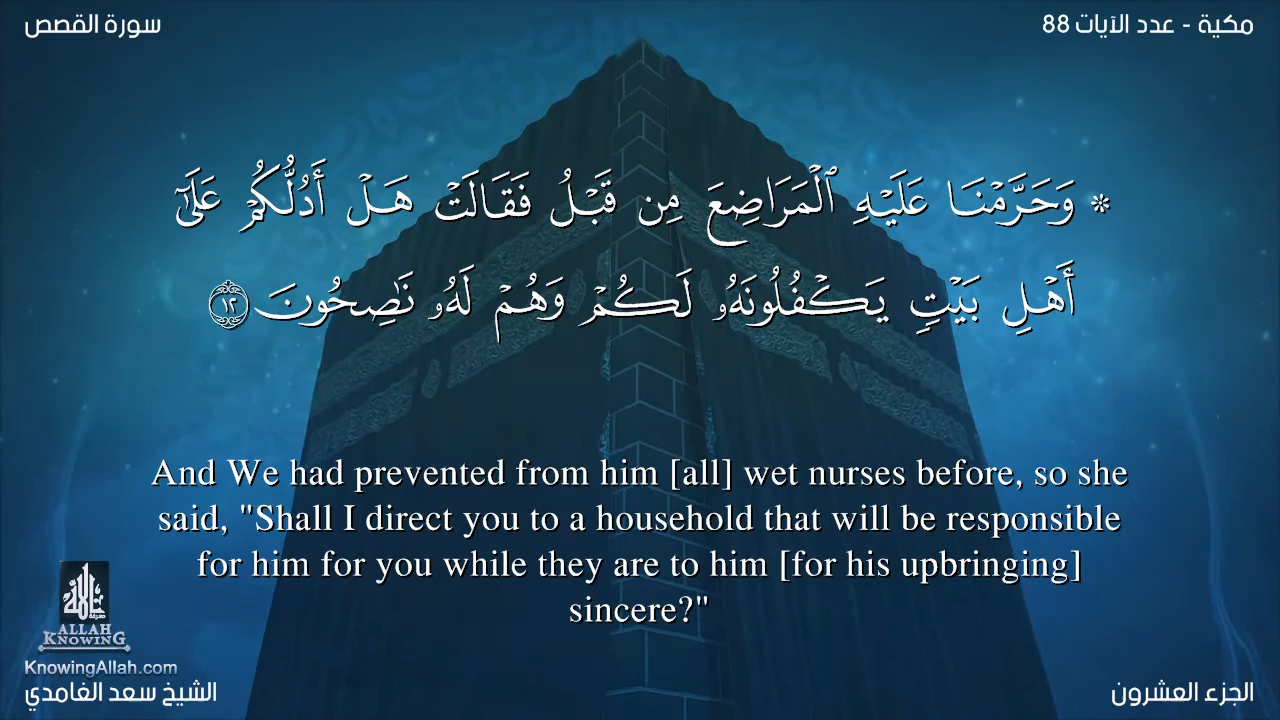 سورة القصص
مكية - عدد الآيات 88
* وَحَرَّمْنَا عَلَيْهِ ٱلْمَرَاضِعَ مِن قَبْلُ فَقَالَتْ هَلْ أَدُلُّكُمْ عَلَىٰٓ
أَهْلِ بَيْتٍ يَكْفُلُونَهُۥ لَكُمْ وَهُمْ لَهُۥ نَـٰصِحُونَ ١٢
And We had prevented from him [all] wet nurses before, so she
said, "Shall I direct you to a household that will be responsible
for him for you while they are to him [for his upbringing]
sincere?"
معرفة الله
ALLAH
KNOWING
KnowingAllah.com
الشيخ سعد الغامدي
الجزء العشرون